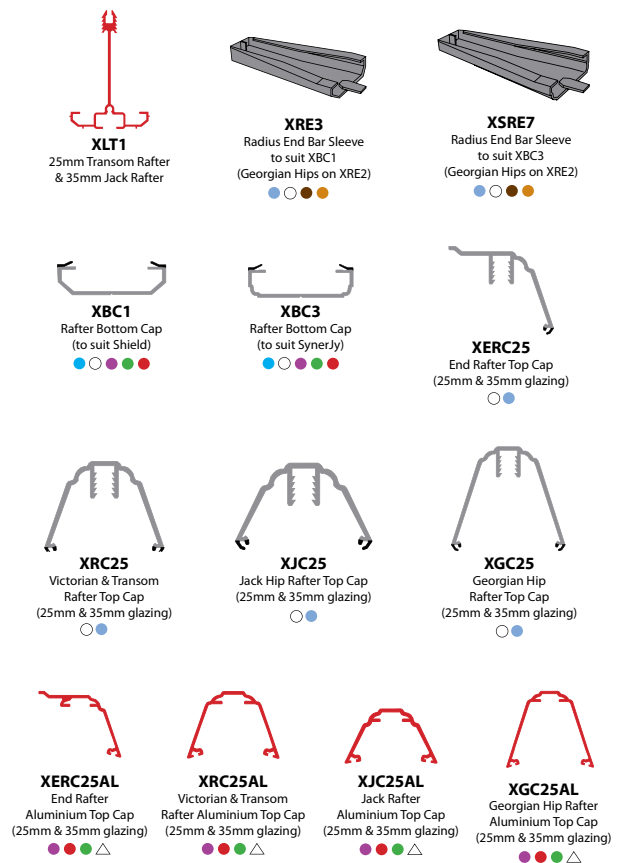 XLT1
25mm Transom Rafter
& 35mm Jack Rafter
XRE3
Radius End Bar Sleeve
to suit XBC1
(Georgian Hips on XRE2)
XSRE7
Radius End Bar Sleeve
to suit XBC3
(Georgian Hips on XRE2)
XBC1
Rafter Bottom Cap
(to suit Shield)
XBC3
Rafter Bottom Cap
(to suit SynerJy)
XERC25
End Rafter Top Cap
(25mm & 35mm glazing)
XRC25
Victorian & Transom
Rafter Top Cap
(25mm & 35mm glazing)
XJC25
Jack Hip Rafter Top Cap
(25mm & 35mm glazing)
XGC25
Georgian Hip
Rafter Top Cap
(25mm & 35mm glazing)
XERC25AL
End Rafter
Aluminium Top Cap
(25mm & 35mm glazing)
XRC25AL
Victorian & Transom
Rafter Aluminium Top Cap
(25mm & 35mm glazing)
XJC25AL
Jack Rafter
Aluminium Top Cap
(25mm & 35mm glazing)
XGC25AL
Georgian Hip Rafter
Aluminium Top Cap
(25mm & 35mm glazing)